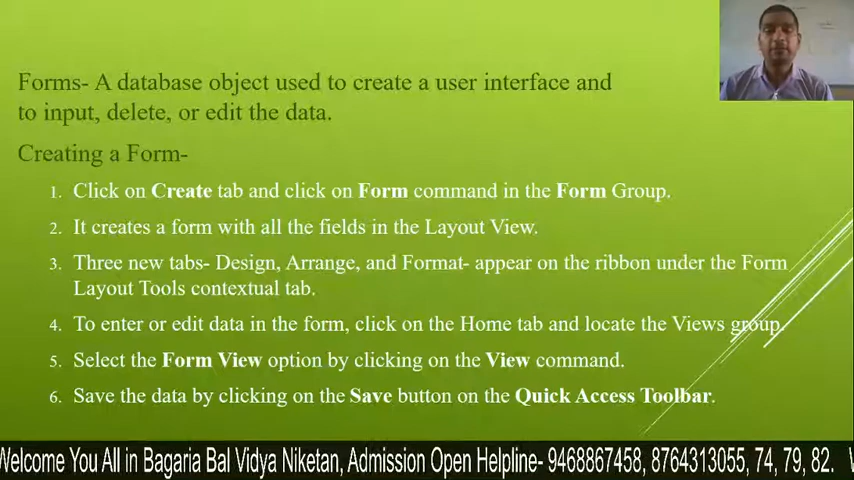 Forms- A database object used to create a user interface and
to input, delete, or edit the data.
Creating a Form-
1. Click on Create tab and click on Form command in the Form Group.
2. It creates a form with all the fields in the Layout View.
3. Three new tabs- Design, Arrange, and Format- appear on the ribbon under the Form
Layout Tools contextual tab.
4. To enter or edit data in the form, click on the Home tab and locate the Views group.
5. Select the Form View option by clicking on the View command.
6. Save the data by clicking on the Save button on the Quick Access Toolbar.
Welcome You All in Bagaria Bal Vidya Niketan, Admission Open Helpline- 9468867458, 8764313055, 74, 79, 82.